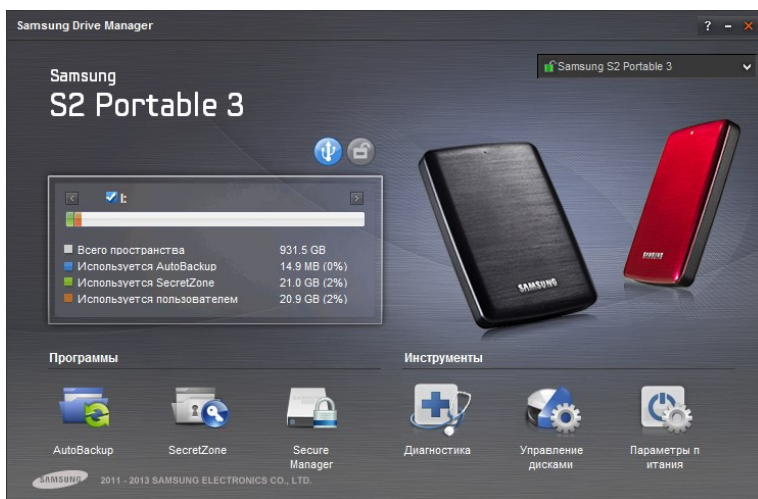 Samsung Drive Manager
? - ×
Samsung S2 Portable 3
Samsung
S2 Portable 3
I:
Всего пространства 931.5 GB
Используется AutoBackup 14.9 MB (0%)
Используется SecretZone 21.0 GB (2%)
Используется пользователем 20.9 GB (2%)
SAMSUNG
SAMSUNG
Программы
Инструменты
AutoBackup
SecretZone
Secure
Manager
Диагностика
Управление
дисками
Параметры п
итания
SAMSUNG 2011 - 2013 SAMSUNG ELECTRONICS CO., LTD.